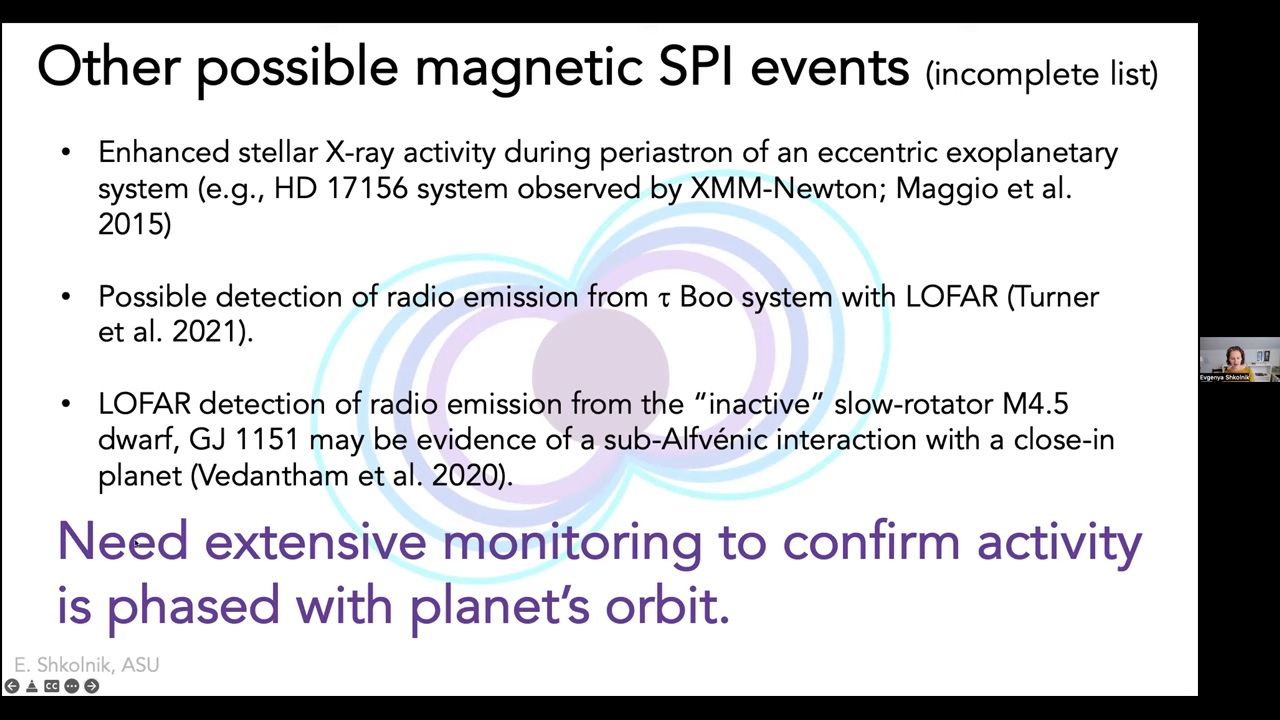 Other possible magnetic SPI events (incomplete list)
• Enhanced stellar X-ray activity during periastron of an eccentric exoplanetary
system (e.g., HD 17156 system observed by XMM-Newton; Maggio et al.
2015)
• Possible detection of radio emission from τ Boo system with LOFAR (Turner
et al. 2021).
• LOFAR detection of radio emission from the “inactive” slow-rotator M4.5
dwarf, GJ 1151 may be evidence of a sub-Alfvénic interaction with a close-in
planet (Vedantham et al. 2020).
Need extensive monitoring to confirm activity
is phased with planet’s orbit.
E. Shkolnik, ASU
CC
Evgenya Shkolnik